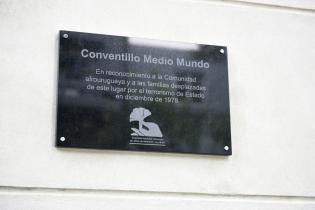 Conventillo Medio Mundo
En reconocimiento a la Comunidad
afrouruguaya y a las familias desplazadas
de este lugar por el terrorismo de Estado
en diciembre de 1978.